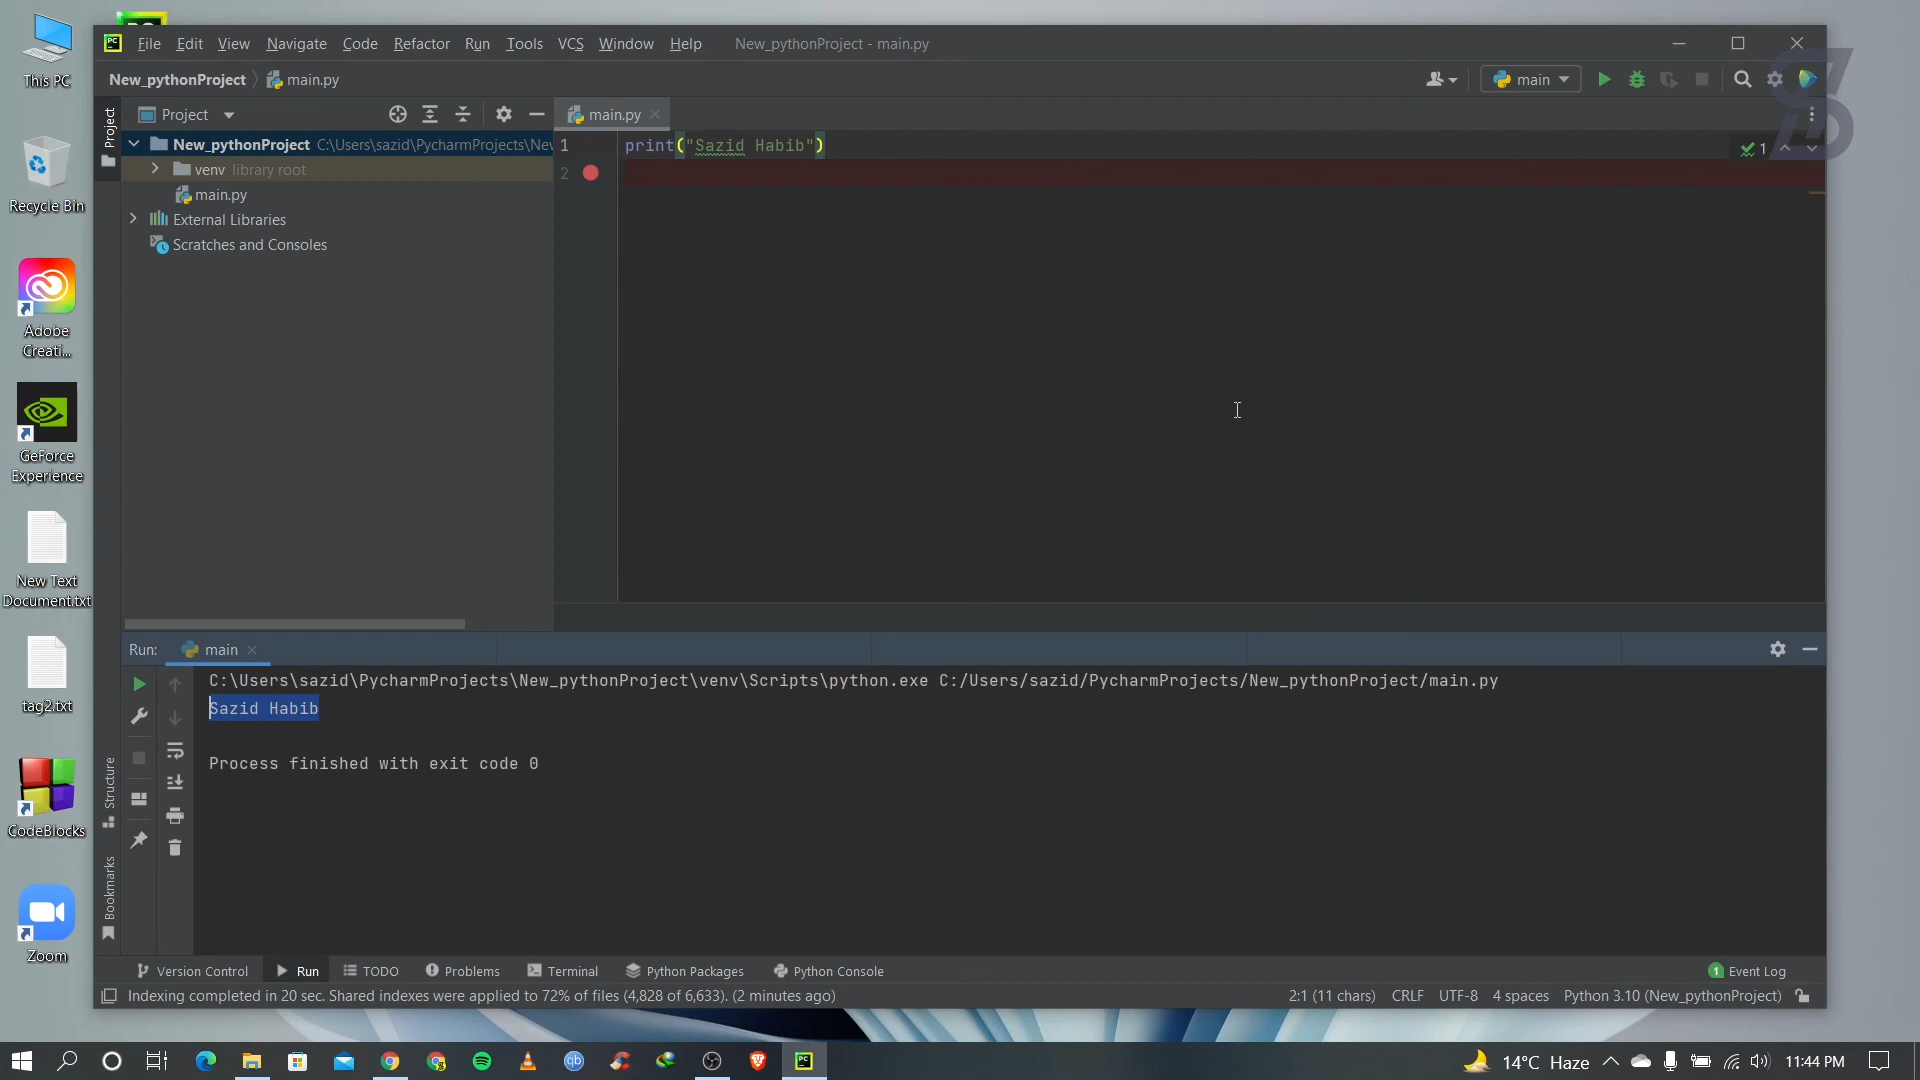 This PC
Recycle Bin
Adobe
Creati...
GeForce
Experience
New Text
Document.txt
tag2.txt
CodeBlocks
Zoom
PC File Edit View Navigate Code Refactor Run Tools VCS Window Help New_pythonProject - main.py
New_pythonProject main.py main
Project
Project
main.py
New_pythonProject C:\Users\sazid\PycharmProjects\New
venv library root
main.py
External Libraries
Scratches and Consoles
1 print("Sazid Habib") 1
2
Run: main
C:\Users\sazid\PycharmProjects\New_pythonProject\venv\Scripts\python.exe C:/Users/sazid/PycharmProjects/New_pythonProject/main.py
Sazid Habib
Process finished with exit code 0
Structure
Bookmarks
Version Control Run TODO Problems Terminal Python Packages Python Console 1 Event Log
Indexing completed in 20 sec. Shared indexes were applied to 72% of files (4,828 of 6,633). (2 minutes ago) 2:1 (11 chars) CRLF UTF-8 4 spaces Python 3.10 (New_pythonProject)
qb PC 14°C Haze 11:44 PM